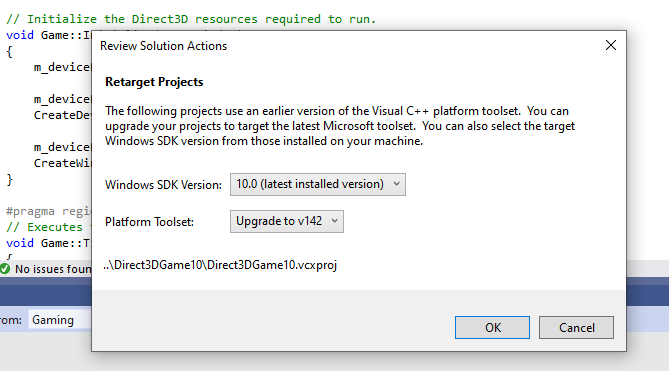 // Initialize the Direct3D resources required to run.
void Game::
Review Solution Actions
{
m_device
Retarget Projects
m_device
The following projects use an earlier version of the Visual C++ platform toolset. You can
upgrade your projects to target the latest Microsoft toolset. You can also select the target
Windows SDK version from those installed on your machine.
CreateDev
m_device
CreateWin
}
Windows SDK Version: 10.0 (latest installed version)
#pragma regi
Platform Toolset: Upgrade to v142
// Executes
void Game::T
{
No issues foun
..\Direct3DGame10\Direct3DGame10.vcxproj
rom: Gaming
OK Cancel